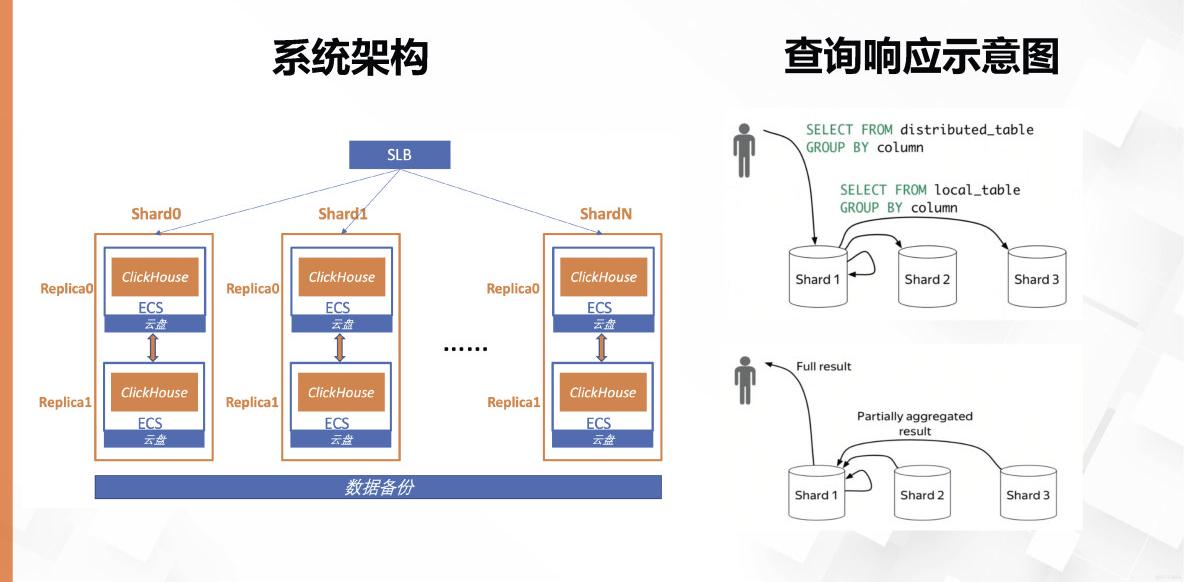 系统架构
SLB
Shard0
Shard1
ShardN
Replica0
ClickHouse
ECS
云盘
Replica0
ClickHouse
ECS
云盘
......
Replica0
ClickHouse
ECS
云盘
Replica1
ClickHouse
ECS
云盘
Replica1
ClickHouse
ECS
云盘
Replica1
ClickHouse
ECS
云盘
数据备份
查询响应示意图
SELECT FROM distributed_table
GROUP BY column
SELECT FROM local_table
GROUP BY column
Shard 1
Shard 2
Shard 3
Full result
Partially aggregated
result
Shard 1
Shard 2
Shard 3